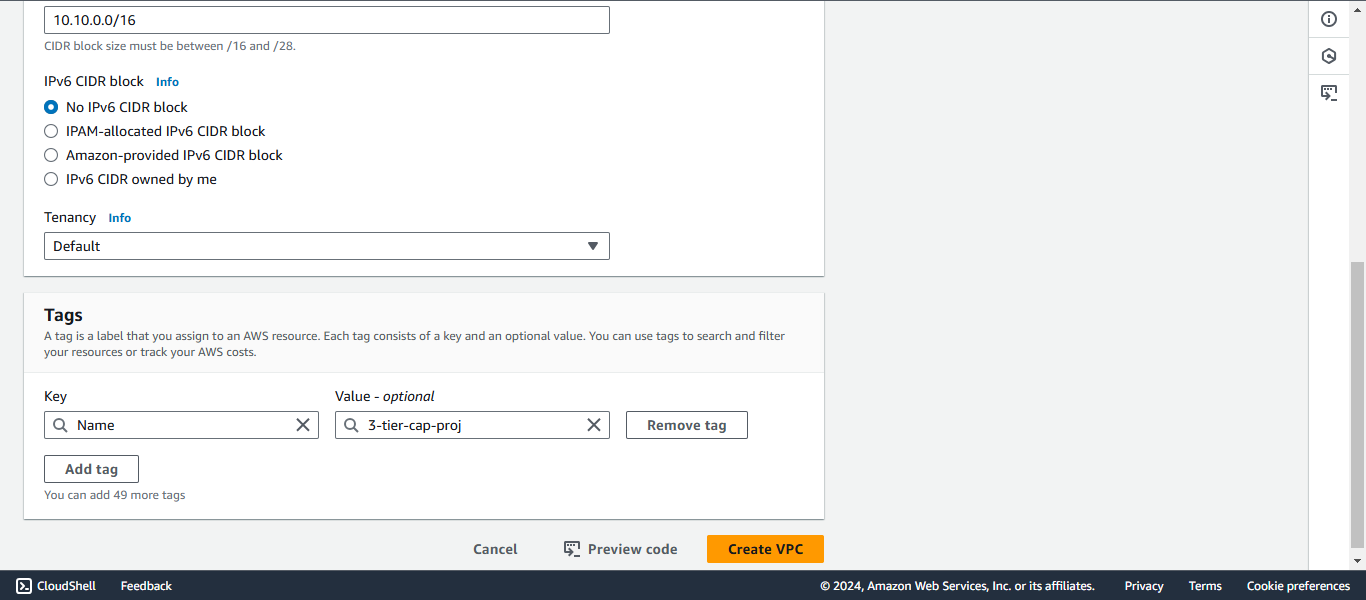 10.10.0.0/16
CIDR block size must be between /16 and /28.
IPv6 CIDR block Info
No IPv6 CIDR block
IPAM-allocated IPv6 CIDR block
Amazon-provided IPv6 CIDR block
IPv6 CIDR owned by me
Tenancy Info
Default
Tags
A tag is a label that you assign to an AWS resource. Each tag consists of a key and an optional value. You can use tags to search and filter
your resources or track your AWS costs.
Key Value - optional
Name 3-tier-cap-proj Remove tag
Add tag
You can add 49 more tags
Cancel Preview code Create VPC
CloudShell Feedback © 2024, Amazon Web Services, Inc. or its affiliates. Privacy Terms Cookie preferences